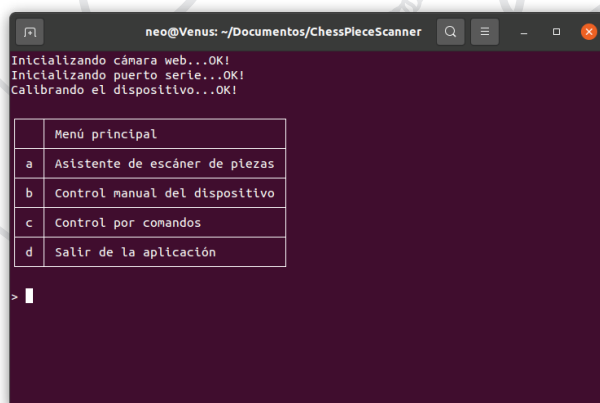 neo@Venus: ~/Documentos/ChessPieceScanner
Inicializando cámara web...OK!
Inicializando puerto serie...OK!
Calibrando el dispositivo...OK!
Menú principal
a Asistente de escáner de piezas
b Control manual del dispositivo
c Control por comandos
d Salir de la aplicación
>